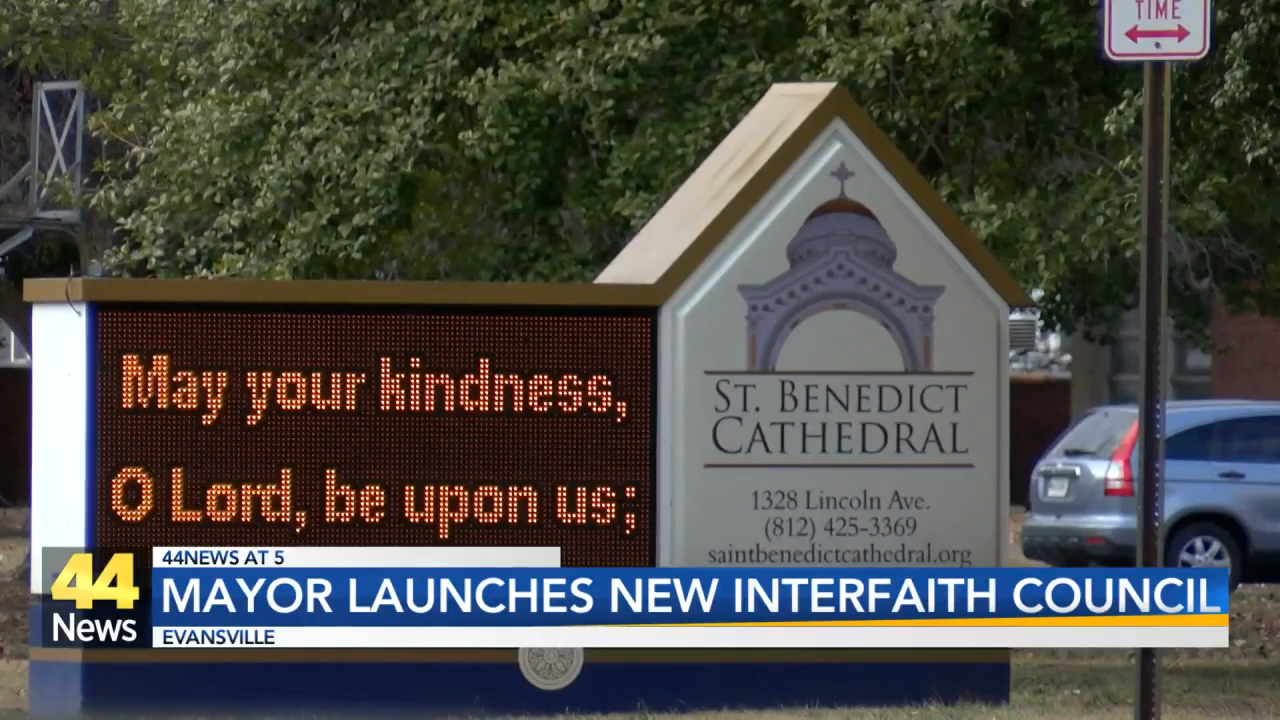 TIME
May your kindness,
O Lord, be upon us;
ST. BENEDICT
CATHEDRAL
1328 Lincoln Ave.
(812) 425-3369
saintbenedictcathedral.org
44
News
44NEWS AT 5
MAYOR LAUNCHES NEW INTERFAITH COUNCIL
EVANSVILLE